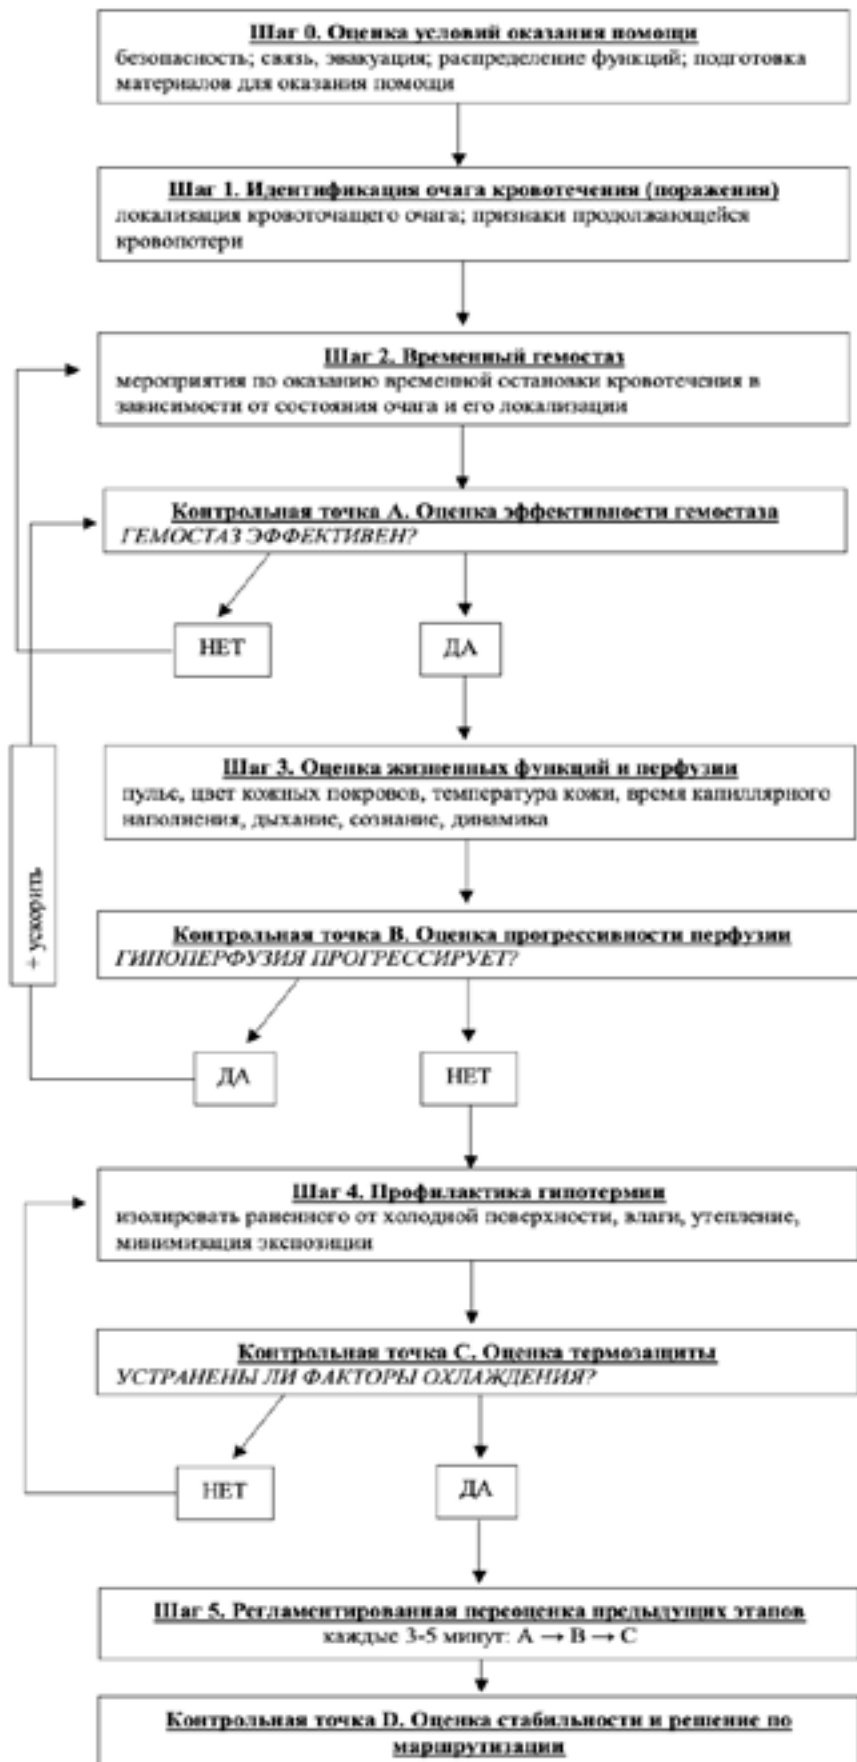 Шаг 0. Оценка условий оказания помощи
безопасность; связь, эвакуация; распределение функций; подготовка
материалов для оказания помощи
Шаг 1. Идентификация очага кровотечения (поражения)
локализация кровоточащего очага; признаки продолжающейся
кровопотери
Шаг 2. Временный гемостаз
мероприятия по оказанию временной остановки кровотечения в
зависимости от состояния очага и его локализации
Контрольная точка А. Оценка эффективности гемостаза
ГЕМОСТАЗ ЭФФЕКТИВЕН?
НЕТ
ДА
Шаг 3. Оценка жизненных функций и перфузии
пульс, цвет кожных покровов, температура кожи, время капиллярного
наполнения, дыхание, сознание, динамика
+ ускорить
Контрольная точка B. Оценка прогрессивности перфузии
ГИПОПЕРФУЗИЯ ПРОГРЕССИРУЕТ?
ДА
НЕТ
Шаг 4. Профилактика гипотермии
изолировать раненного от холодной поверхности, влаги, утепление,
минимизация экспозиции
Контрольная точка C. Оценка термозащиты
УСТРАНЕНЫ ЛИ ФАКТОРЫ ОХЛАЖДЕНИЯ?
НЕТ
ДА
Шаг 5. Регламентированная переоценка предыдущих этапов
каждые 3-5 минут: A → B → C
Контрольная точка D. Оценка стабильности и решение по
маршрутизации